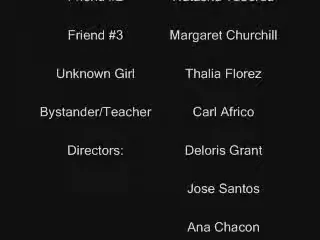 Friend #3 Margaret Churchill
Unknown Girl Thalia Florez
Bystander/Teacher Carl Africo
Directors: Deloris Grant
Jose Santos
Ana Chacon